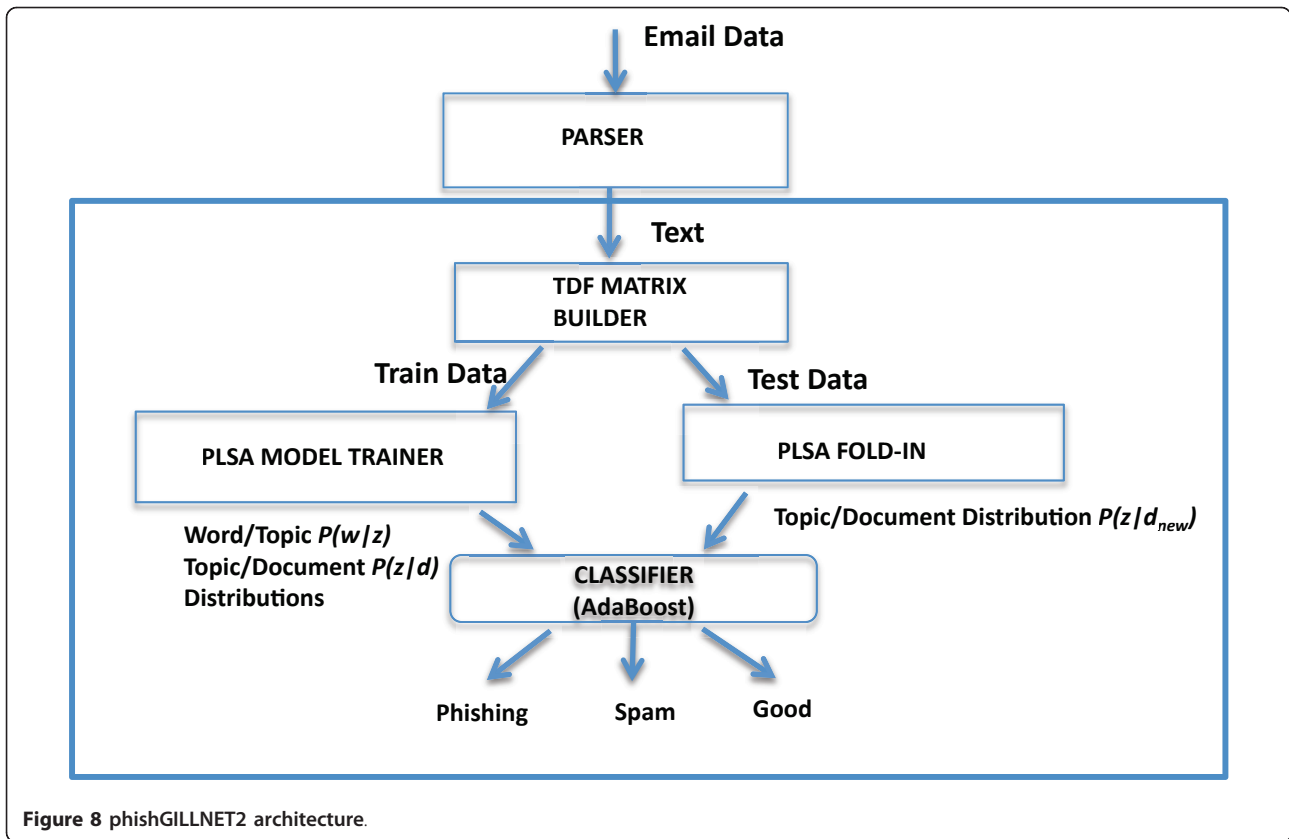 Email Data
PARSER
Text
TDF MATRIX
BUILDER
Train Data
Test Data
PLSA MODEL TRAINER
PLSA FOLD-IN
Word/Topic P(w|z)
Topic/Document P(z|d)
Distributions
Topic/Document Distribution P(z|d_new)
CLASSIFIER
(AdaBoost)
Phishing
Spam
Good
Figure 8 phishGILLNET2 architecture.